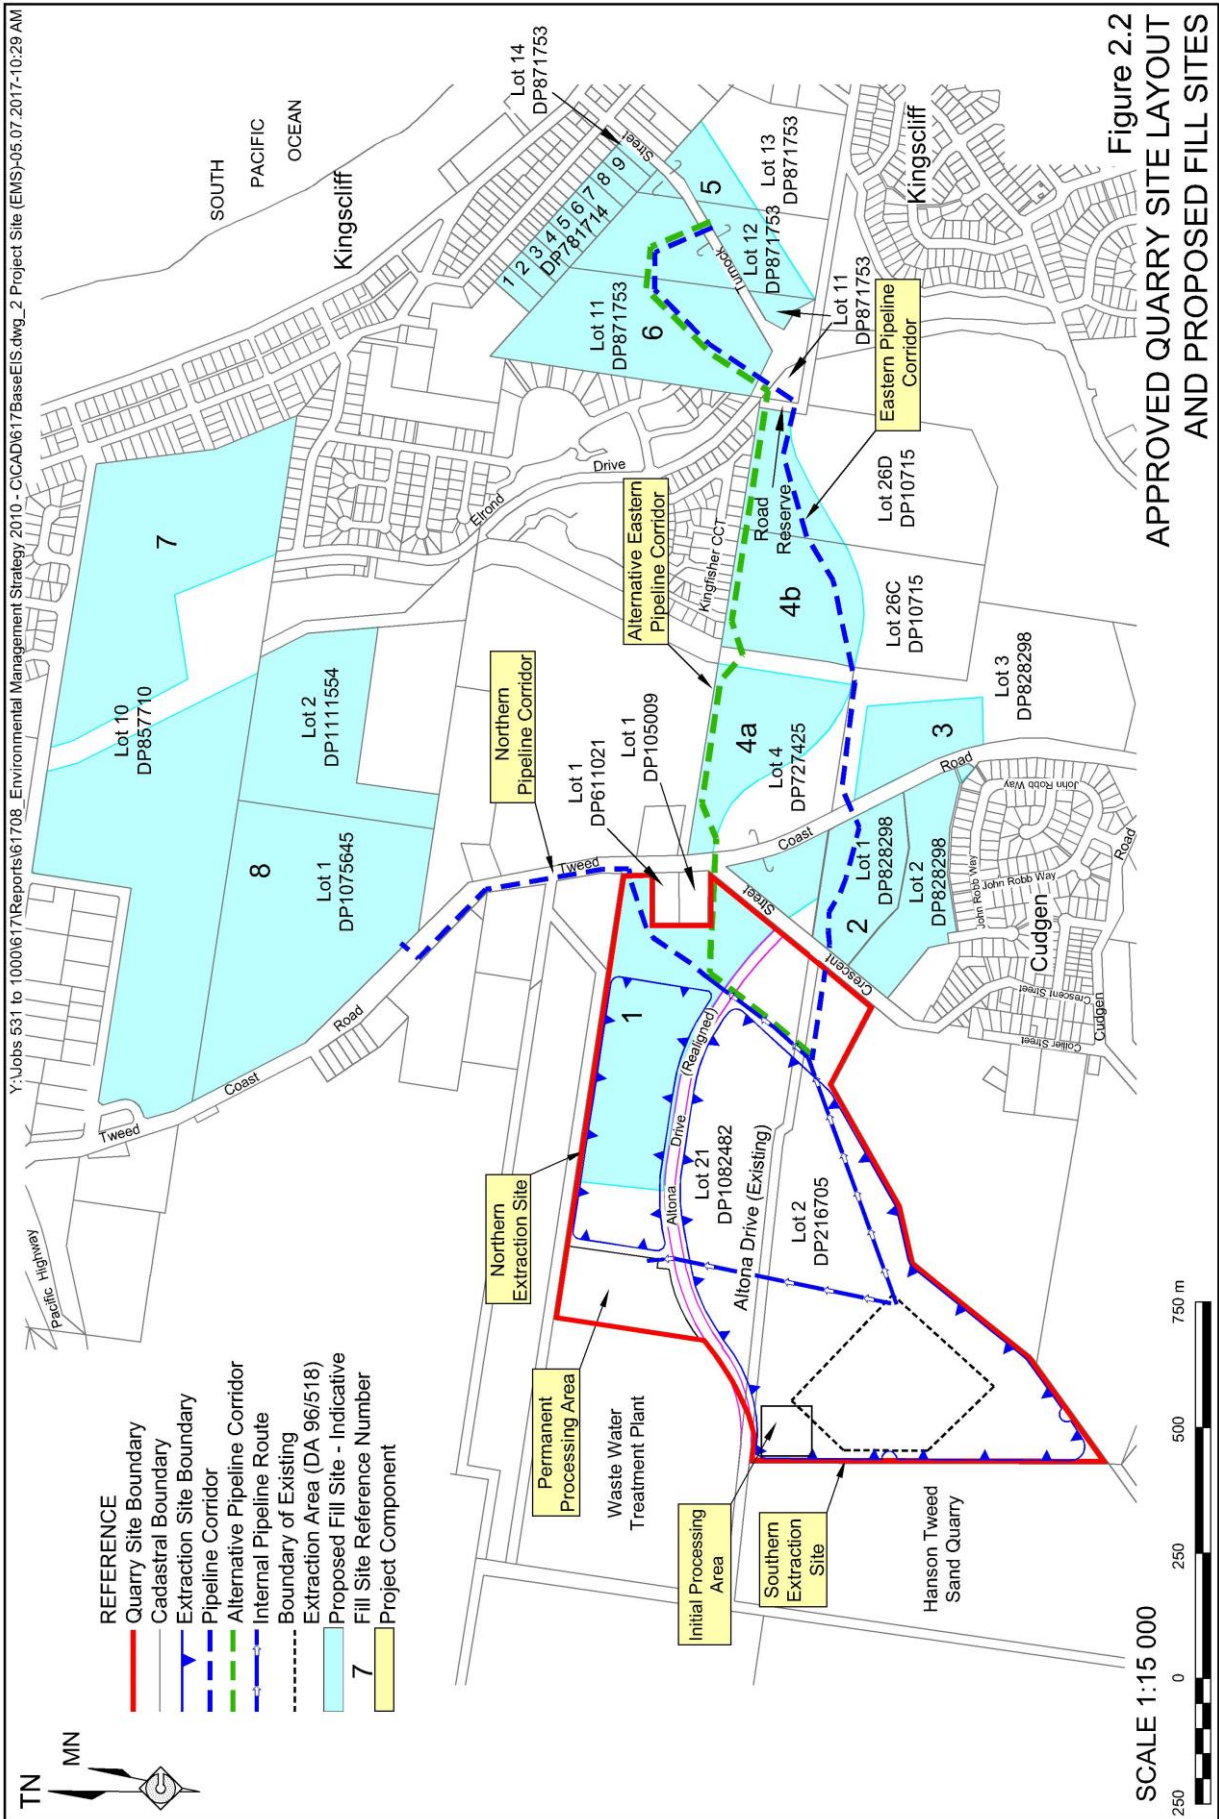 Y:\Jobs 531 to 1000\617\Reports\61708_Environmental Management Strategy 2010 - C\CAD\617BaseEIS.dwg_2 Project Site (EMS)-05.07.2017-10:29 AM
TN
MN
REFERENCE
Quarry Site Boundary
Cadastral Boundary
Extraction Site Boundary
Pipeline Corridor
Alternative Pipeline Corridor
Internal Pipeline Route
Boundary of Existing
Extraction Area (DA 96/518)
Proposed Fill Site - Indicative
7
Fill Site Reference Number
Project Component
Pacific Highway
Tweed
Coast
Road
Lot 10
DP857710
7
8
Lot 1
DP1075645
Lot 2
DP1111554
SOUTH
PACIFIC
OCEAN
Kingscliff
Elrond
Drive
Northern
Pipeline Corridor
Tweed
Lot 1
DP611021
Lot 1
DP105009
Alternative Eastern
Pipeline Corridor
Kingfisher CCT
1
2
3
4
5
6
7
8
9
DP781714
Lot 14
DP871753
Street
Turnock
Lot 11
DP871753
6
5
Lot 12
DP871753
Lot 13
DP871753
Lot 11
DP871753
Eastern Pipeline
Corridor
Road
Reserve
Kingscliff
4a
Lot 4
DP727425
4b
Lot 26C
DP10715
Lot 26D
DP10715
Lot 3
DP828298
3
Coast
Road
Street
Crescent
2
Lot 1
DP828298
Lot 2
DP828298
John Robb Way
John Robb Way
John Robb Way
Cudgen
Crescent Street
Collier Street
Cudgen
Road
Northern
Extraction Site
1
Altona
Drive
(Realigned)
Lot 21
DP1082482
Altona Drive (Existing)
Lot 2
DP216705
Permanent
Processing Area
Waste Water
Treatment Plant
Initial Processing
Area
Southern
Extraction
Site
Hanson Tweed
Sand Quarry
SCALE 1:15 000
250
0
250
500
750 m
Figure 2.2
APPROVED QUARRY SITE LAYOUT
AND PROPOSED FILL SITES